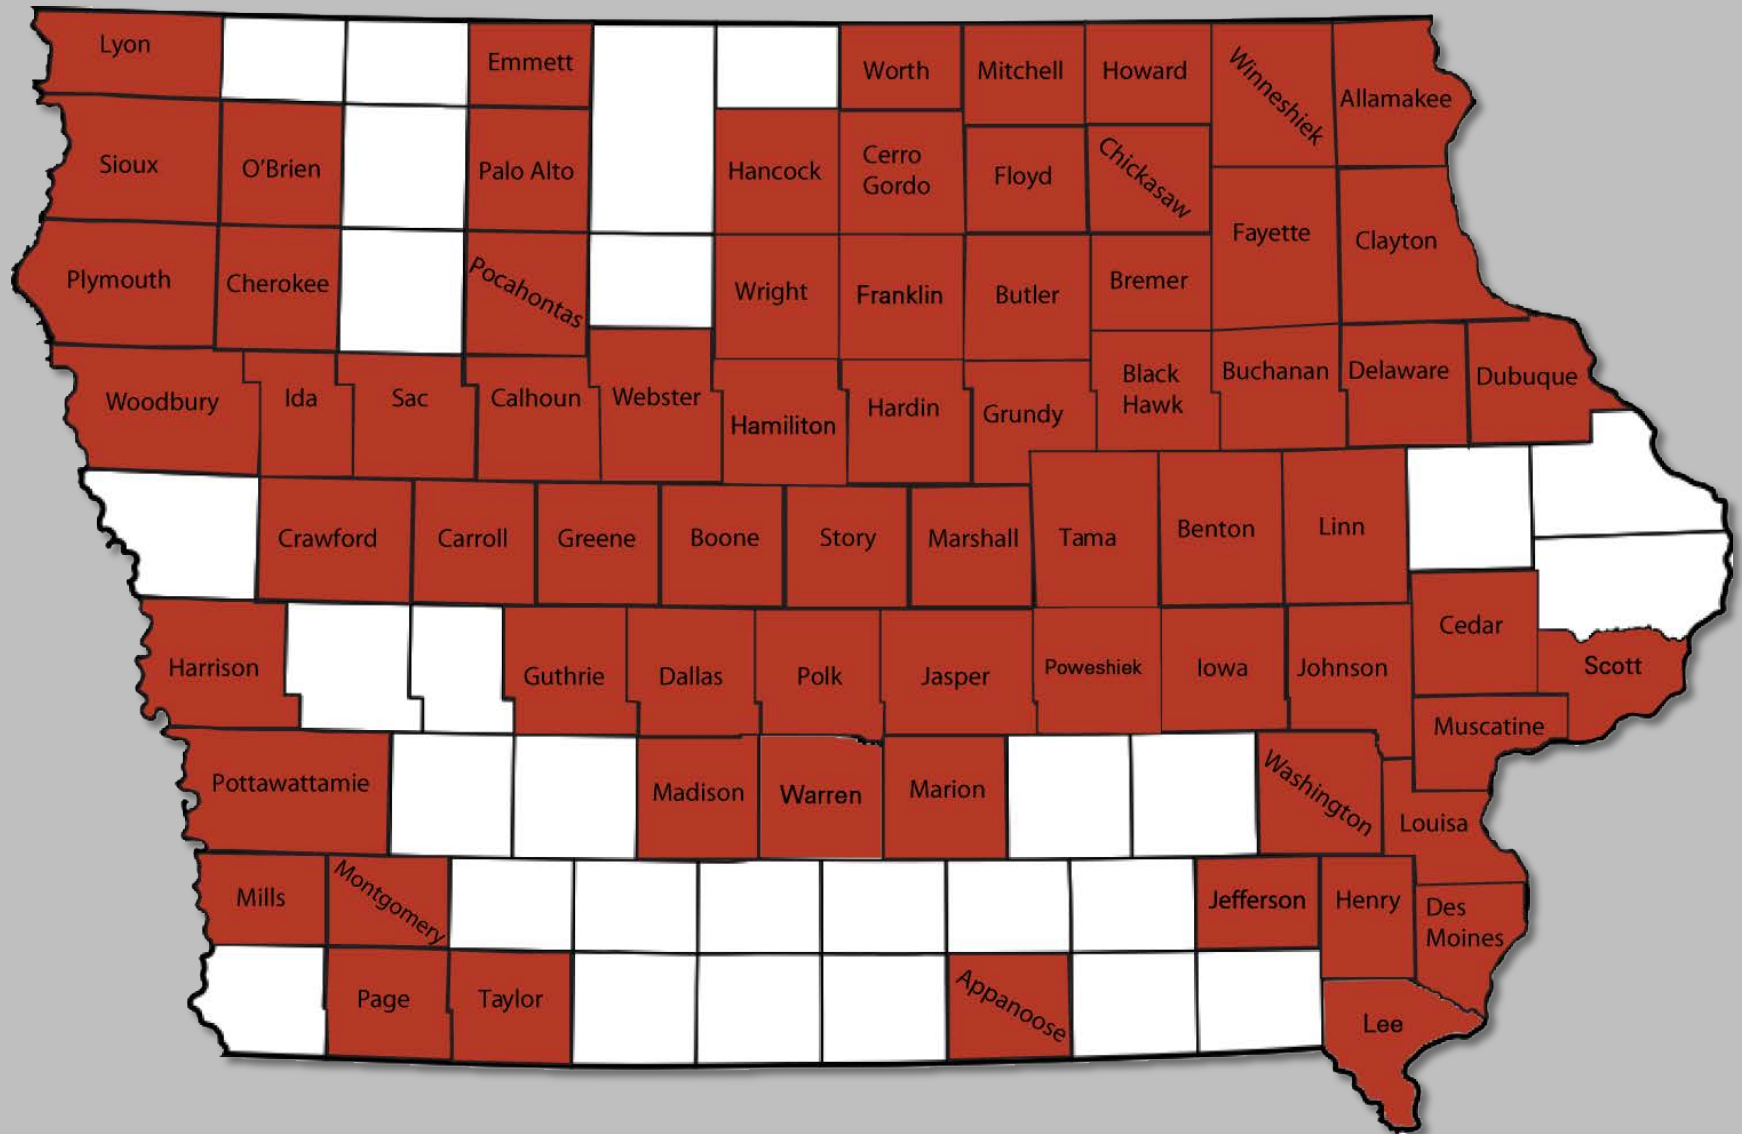 Lyon
Emmett
Worth
Mitchell
Howard
Winneshiek
Allamakee
Sioux
O'Brien
Palo Alto
Hancock
Cerro
Gordo
Floyd
Chickasaw
Fayette
Clayton
Plymouth
Cherokee
Pocahontas
Wright
Franklin
Butler
Bremer
Woodbury
Ida
Sac
Calhoun
Webster
Hamiliton
Hardin
Grundy
Black
Hawk
Buchanan
Delaware
Dubuque
Crawford
Carroll
Greene
Boone
Story
Marshall
Tama
Benton
Linn
Cedar
Harrison
Guthrie
Dallas
Polk
Jasper
Poweshiek
Iowa
Johnson
Scott
Muscatine
Pottawattamie
Madison
Warren
Marion
Washington
Louisa
Mills
Montgomery
Jefferson
Henry
Des
Moines
Page
Taylor
Appanoose
Lee